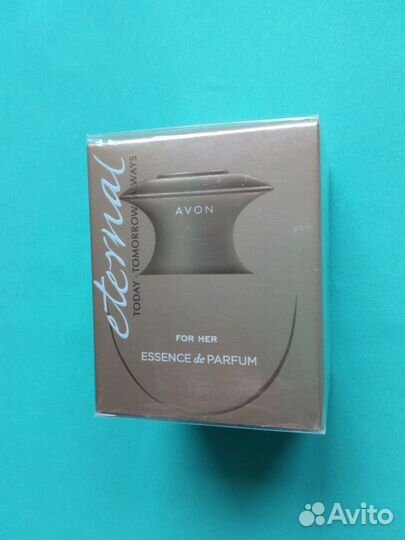 eternal
TODAY · TOMORROW · ALWAYS
AVON
FOR HER
ESSENCE de PARFUM
Avito